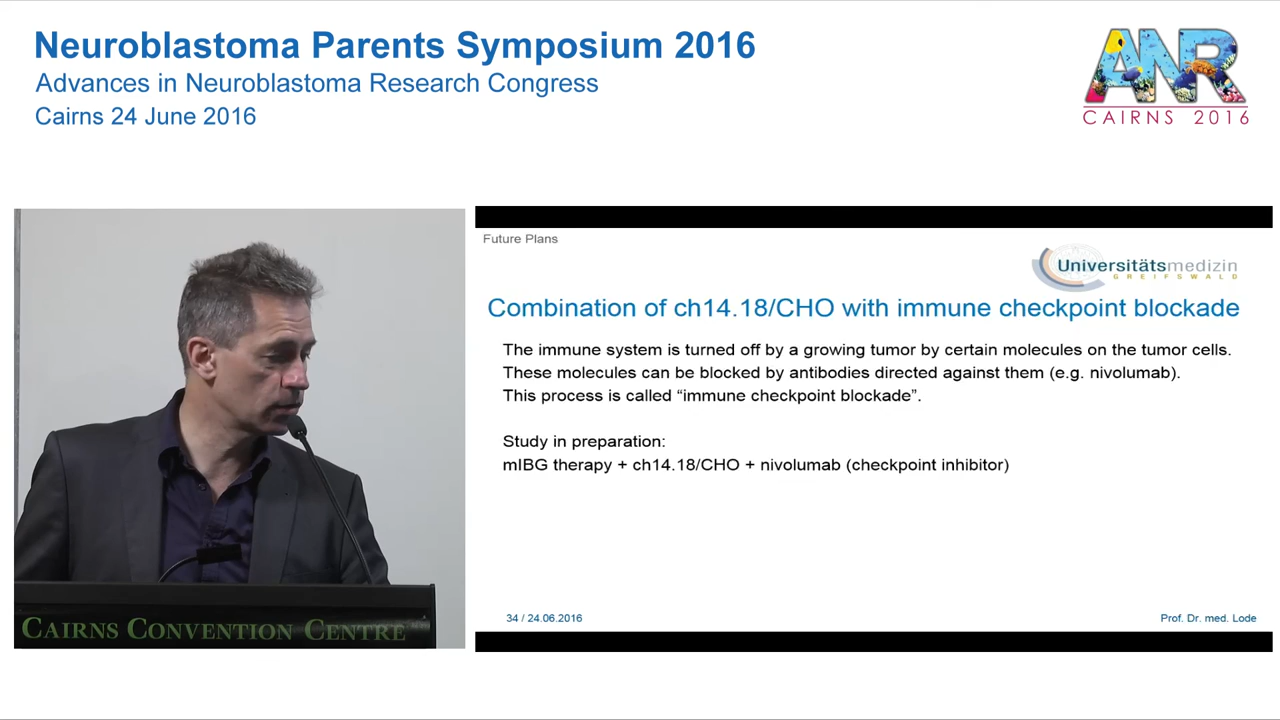 Neuroblastoma Parents Symposium 2016
Advances in Neuroblastoma Research Congress
Cairns 24 June 2016
ANR
CAIRNS 2016
Future Plans
Universitätsmedizin
GREIFSWALD
Combination of ch14.18/CHO with immune checkpoint blockade
The immune system is turned off by a growing tumor by certain molecules on the tumor cells.
These molecules can be blocked by antibodies directed against them (e.g. nivolumab).
This process is called “immune checkpoint blockade”.
Study in preparation:
mIBG therapy + ch14.18/CHO + nivolumab (checkpoint inhibitor)
34 / 24.06.2016
Prof. Dr. med. Lode
CAIRNS CONVENTION CENTRE